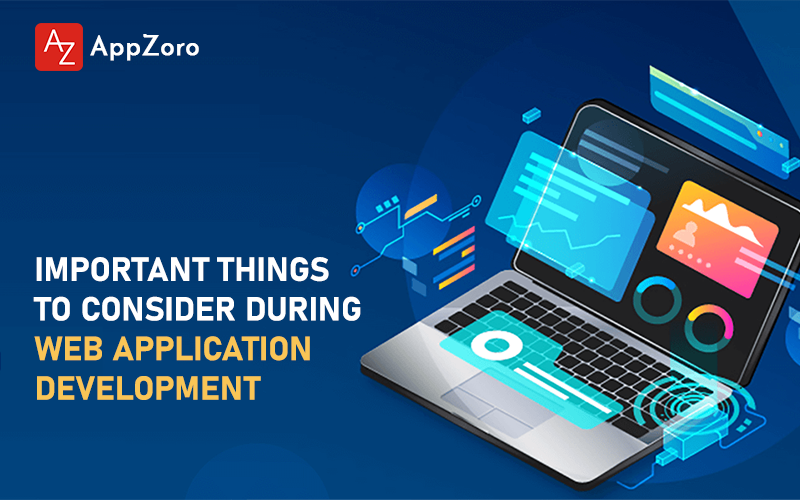 AZ AppZoro
IMPORTANT THINGS
TO CONSIDER DURING
WEB APPLICATION
DEVELOPMENT